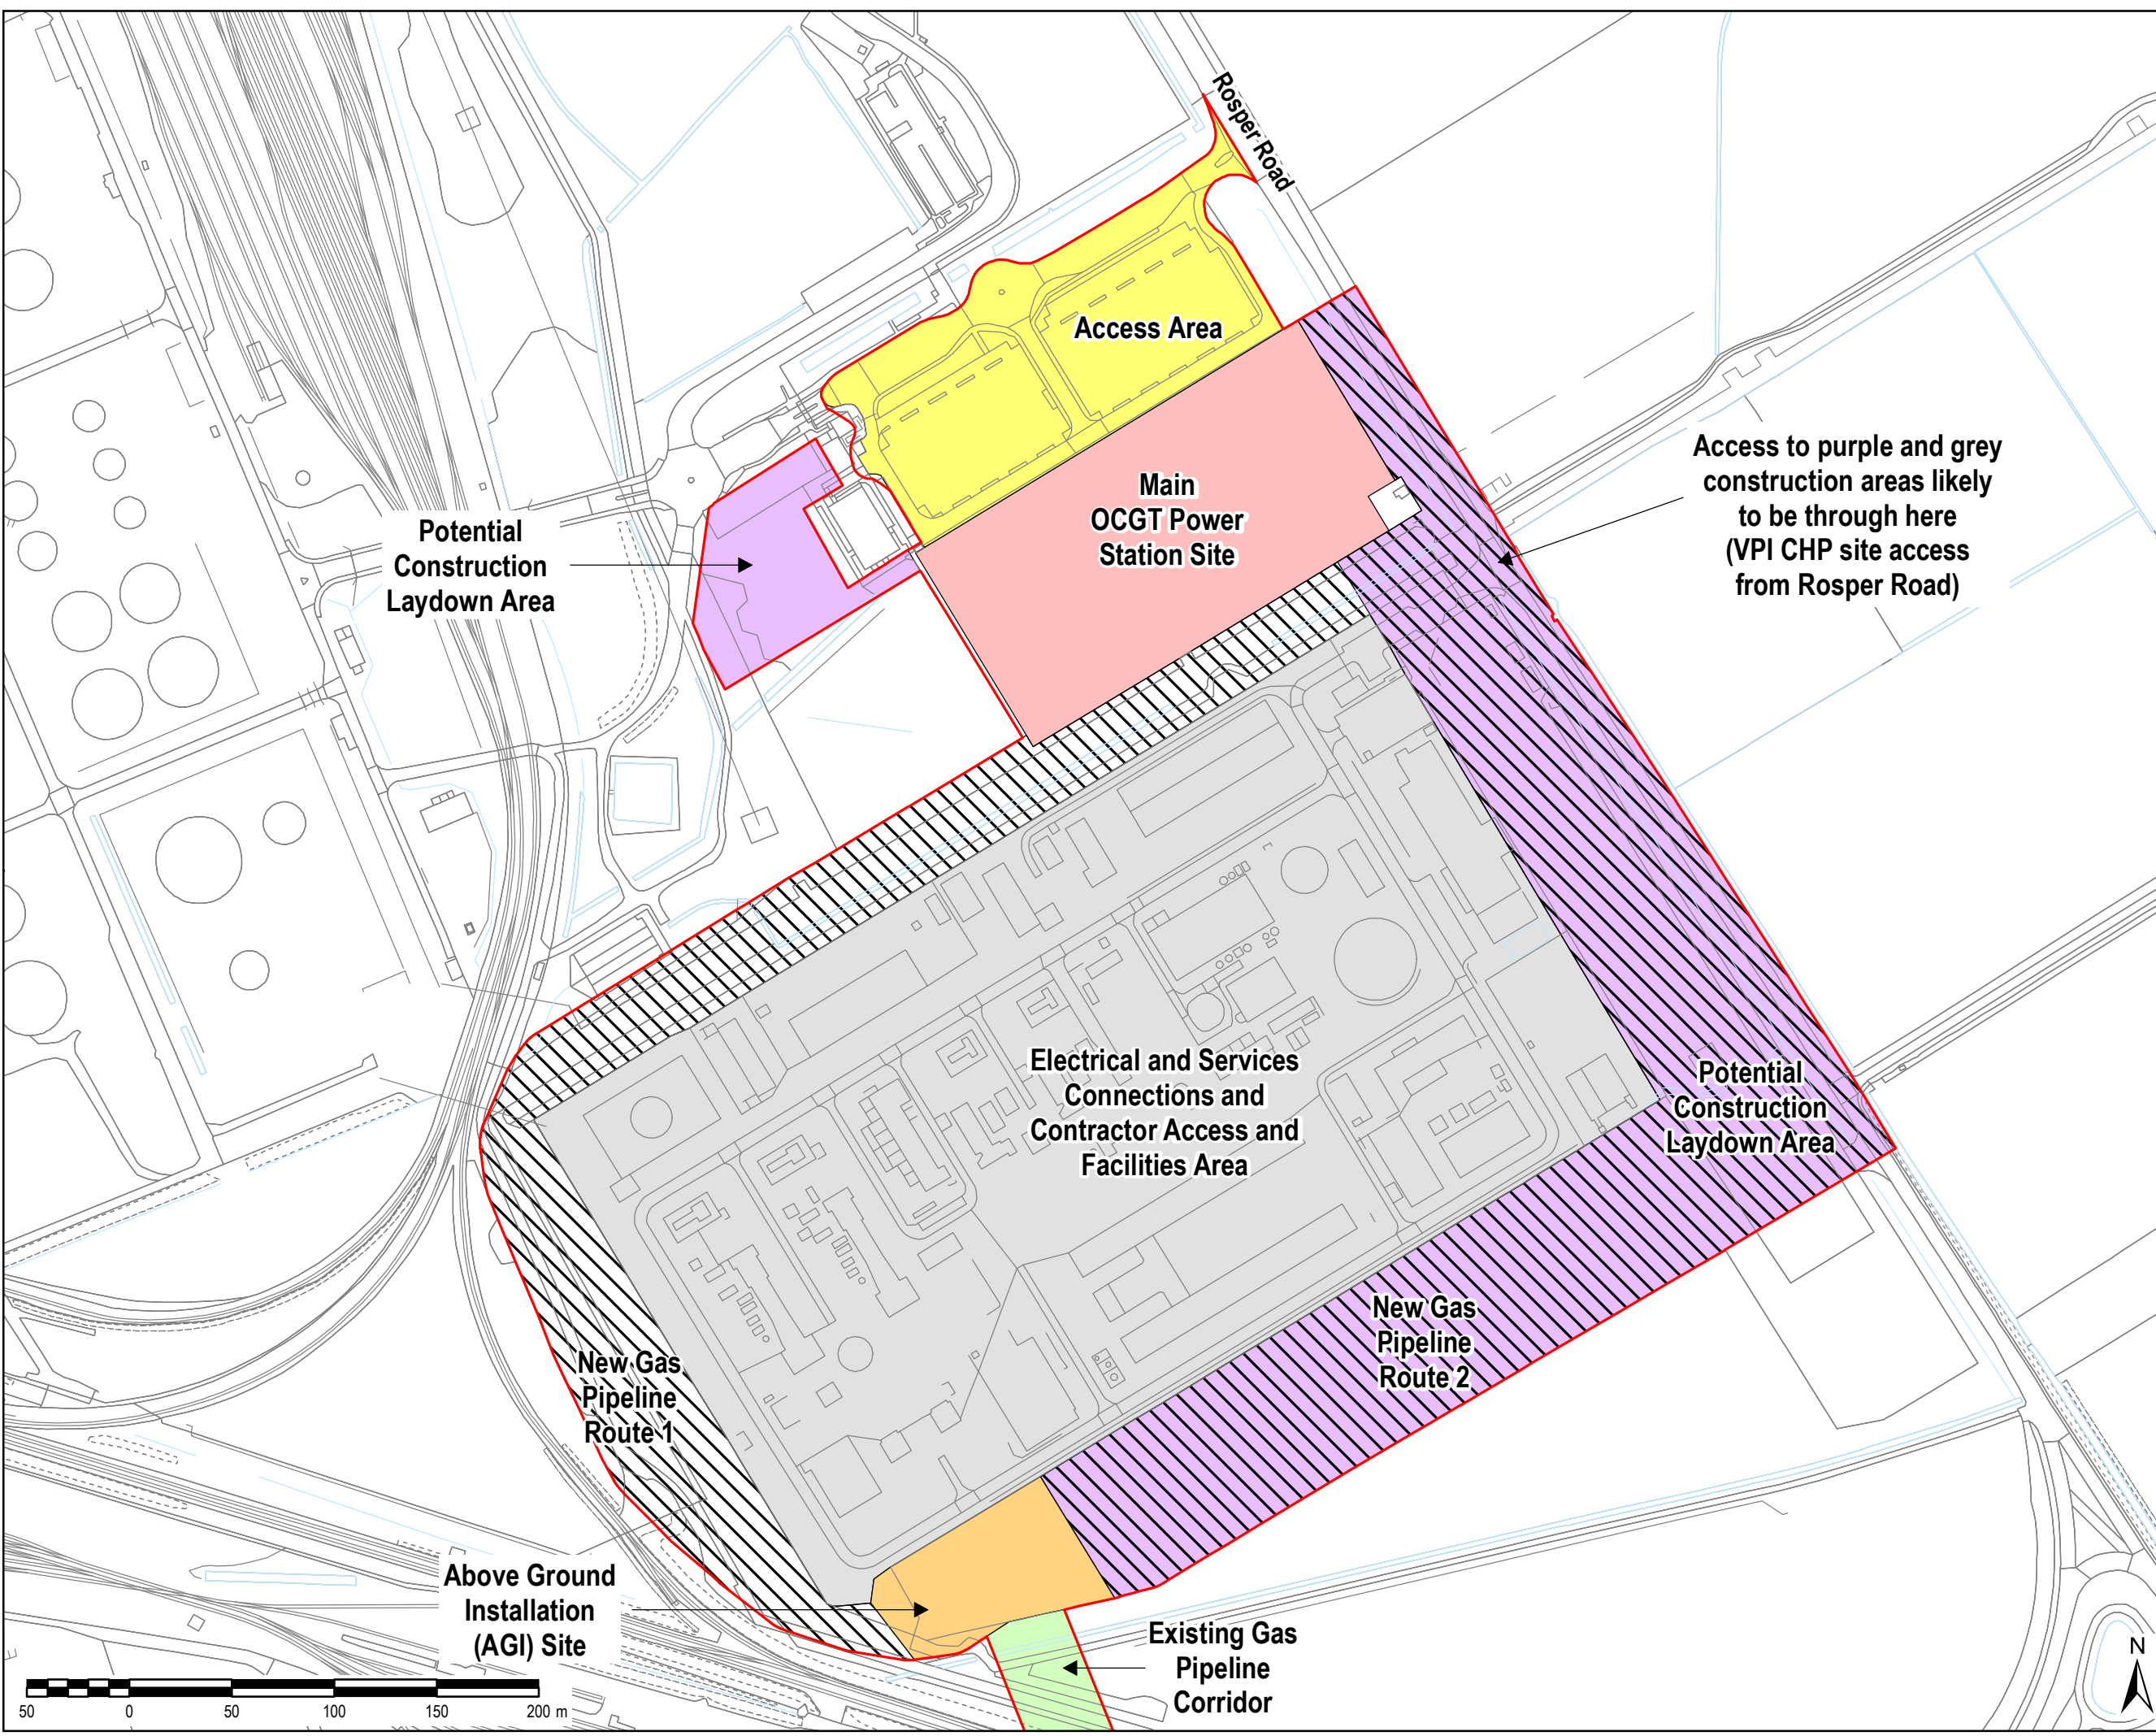 Rosper Road
Access Area
Main
OCGT Power
Station Site
Access to purple and grey
construction areas likely
to be through here
(VPI CHP site access
from Rosper Road)
Potential
Construction
Laydown Area
Electrical and Services
Connections and
Contractor Access and
Facilities Area
Potential
Construction
Laydown Area
New Gas
Pipeline
Route 2
New Gas
Pipeline
Route 1
Above Ground
Installation
(AGI) Site
Existing Gas
Pipeline
Corridor
N
50 0 50 100 150 200 m